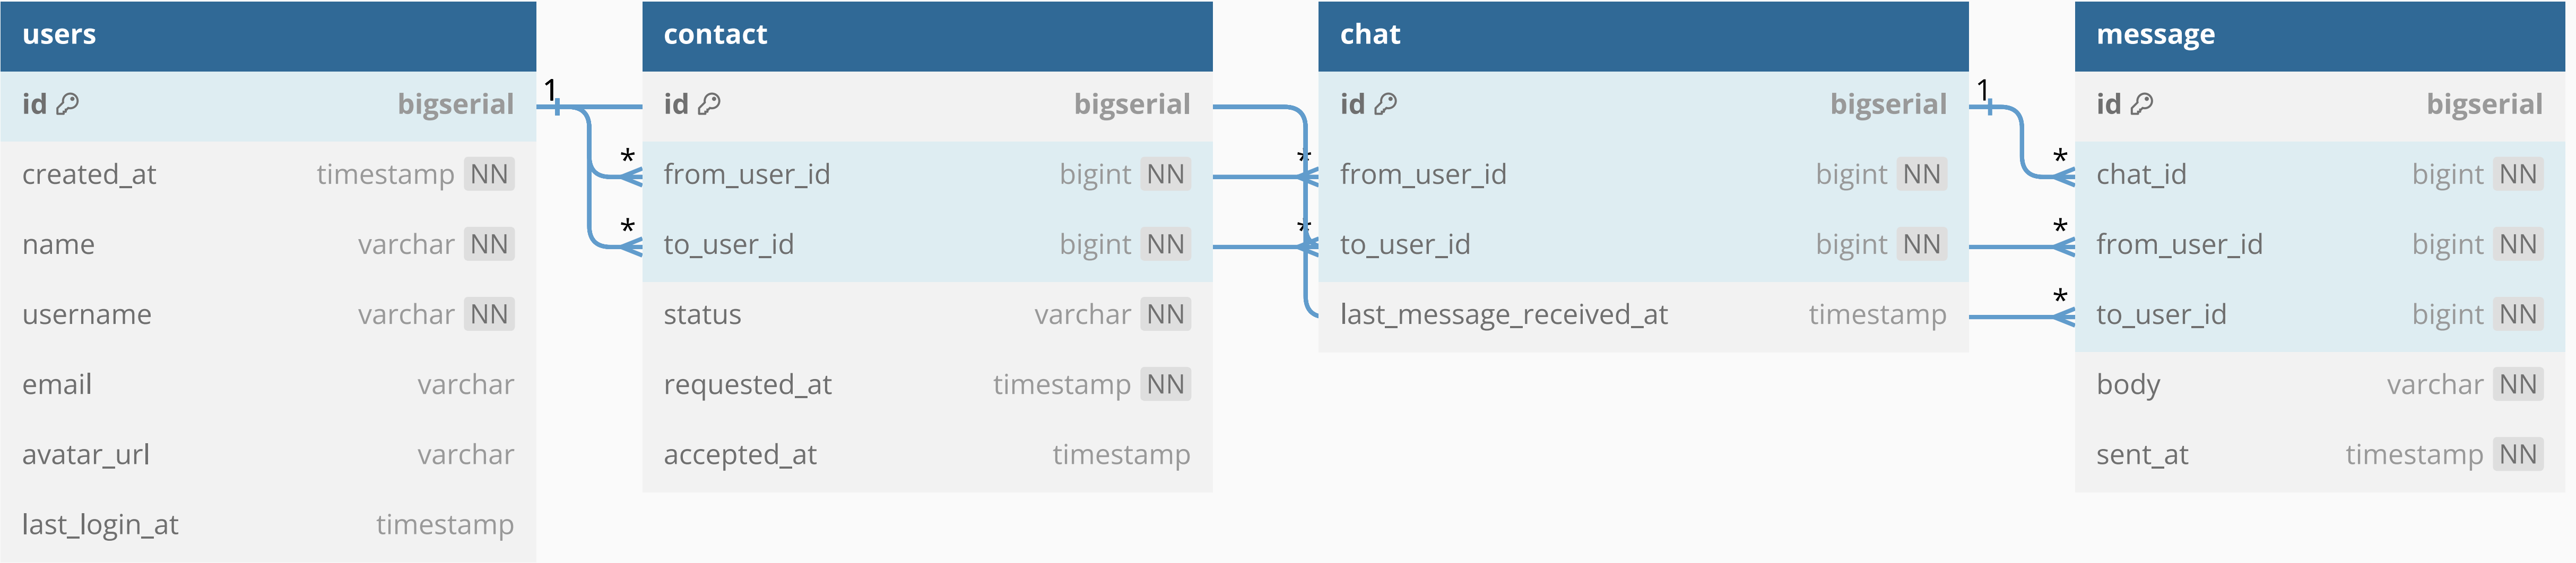 users
id bigserial
created_at timestamp NN
name varchar NN
username varchar NN
email varchar
avatar_url varchar
last_login_at timestamp
1
*
*
contact
id bigserial
from_user_id bigint NN
to_user_id bigint NN
status varchar NN
requested_at timestamp NN
accepted_at timestamp
*
*
chat
id bigserial
from_user_id bigint NN
to_user_id bigint NN
last_message_received_at timestamp
1
*
*
*
message
id bigserial
chat_id bigint NN
from_user_id bigint NN
to_user_id bigint NN
body varchar NN
sent_at timestamp NN